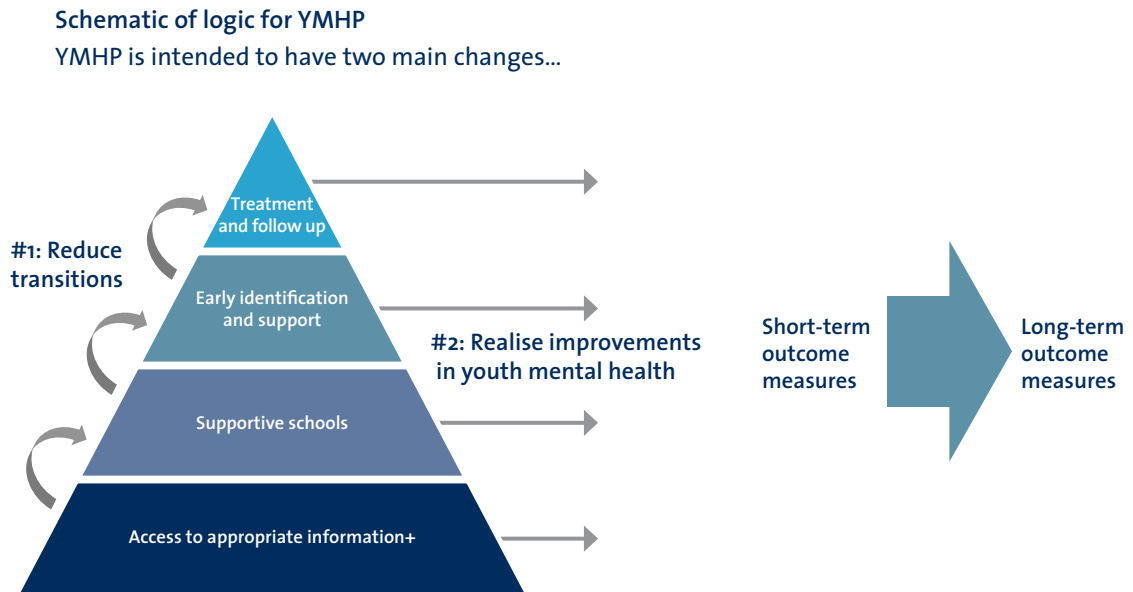 Schematic of logic for YMHP
YMHP is intended to have two main changes...
Treatment
and follow up
#1: Reduce
transitions
Early identification
and support
#2: Realise improvements
in youth mental health
Short-term
outcome
measures
Long-term
outcome
measures
Supportive schools
Access to appropriate information+